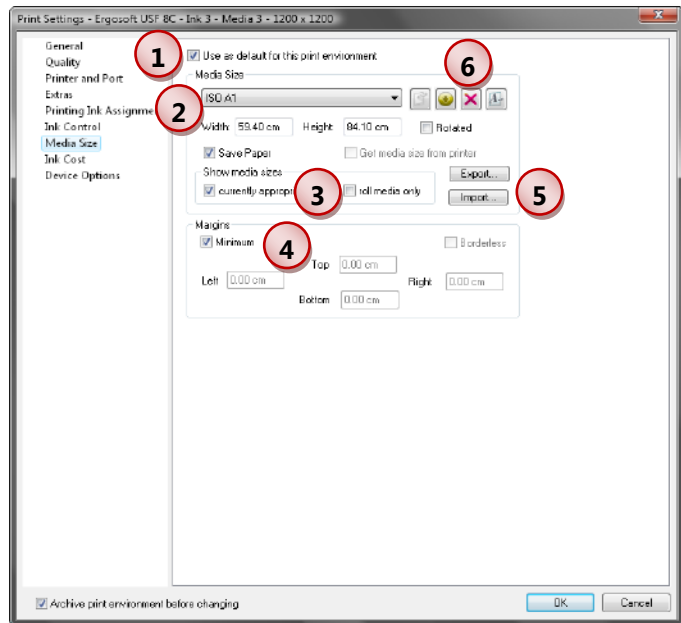 Print Settings - Ergosoft USF 8C - Ink 3 - Media 3 - 1200 x 1200
General
Quality
Printer and Port
Extras
Printing Ink Assignme
Ink Control
Media Size
Ink Cost
Device Options
1
Use as default for this print environment
6
Media Size
2
ISO A1
Width: 59.40 cm Height: 84.10 cm Rotated
Save Paper Get media size from printer
Show media sizes
currently appropri 3 roll media only
Export...
Import...
5
Margins
Minimum 4 Borderless
Top 0.00 cm
Left 0.00 cm Right 0.00 cm
Bottom 0.00 cm
Archive print environment before changing
OK Cancel